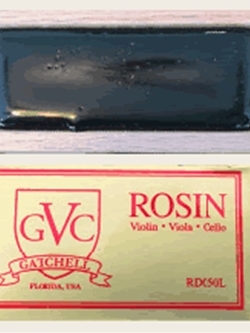 ROSIN
Violin • Viola • Cello
GVC
GATCHELL
FLORIDA, USA
RDC50L